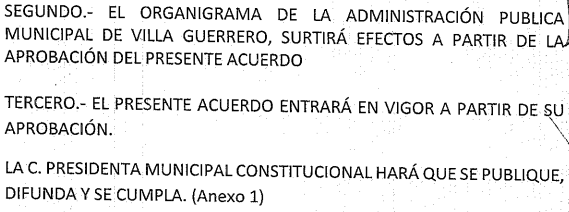 SEGUNDO.- EL ORGANIGRAMA DE LA ADMINISTRACIÓN PUBLICA
MUNICIPAL DE VILLA GUERRERO, SURTIRÁ EFECTOS A PARTIR DE LA
APROBACIÓN DEL PRESENTE ACUERDO
TERCERO.- EL PRESENTE ACUERDO ENTRARÁ EN VIGOR A PARTIR DE SU
APROBACIÓN.
LA C. PRESIDENTA MUNICIPAL CONSTITUCIONAL HARÁ QUE SE PUBLIQUE,
DIFUNDA Y SE CUMPLA. (Anexo 1)